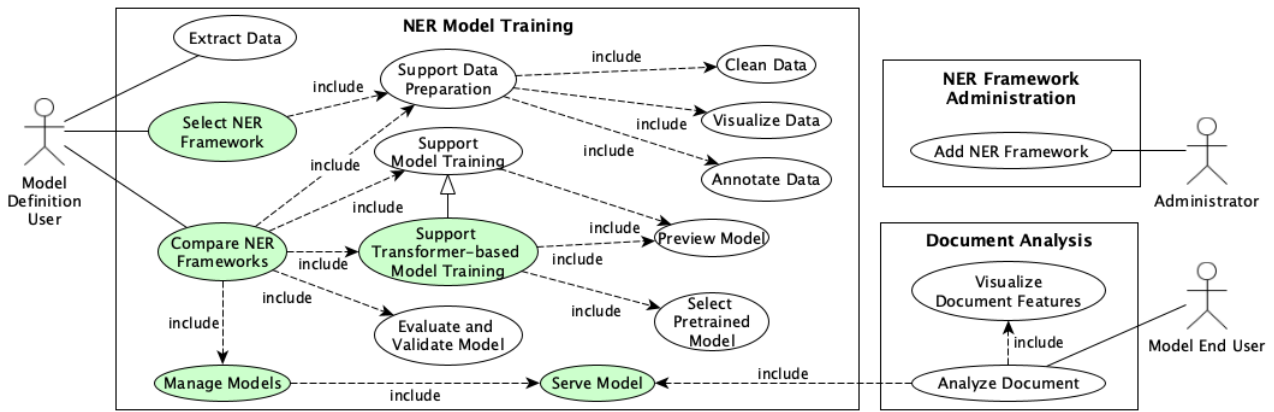 NER Model Training
Extract Data
include
Support Data
Preparation
include
Clean Data
Select NER
Framework
include
Visualize Data
include
Support
Model Training
include
Annotate Data
Model
Definition
User
include
include
Compare NER
Frameworks
include
Support
Transformer-based
Model Training
include
Preview Model
include
include
Evaluate and
Validate Model
include
Select
Pretrained
Model
include
Manage Models
include
Serve Model
NER Framework
Administration
Add NER Framework
Administrator
Document Analysis
Visualize
Document Features
include
Model End User
include
Analyze Document